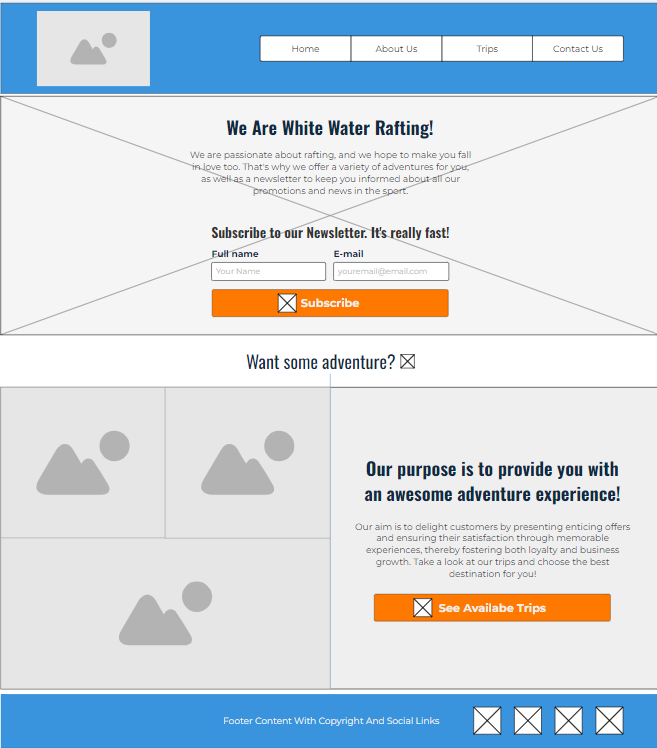 Home About Us Trips Contact Us
We Are White Water Rafting!
We are passionate about rafting, and we hope to make you fall
in love too. That's why we offer a variety of adventures for you,
as well as a newsletter to keep you informed about all our
promotions and news in the sport.
Subscribe to our Newsletter. It's really fast!
Full name E-mail
Your Name youremail@email.com
Subscribe
Want some adventure?
Our purpose is to provide you with
an awesome adventure experience!
Our aim is to delight customers by presenting enticing offers
and ensuring their satisfaction through memorable
experiences, thereby fostering both loyalty and business
growth. Take a look at our trips and choose the best
destination for you!
See Availabe Trips
Footer Content With Copyright And Social Links